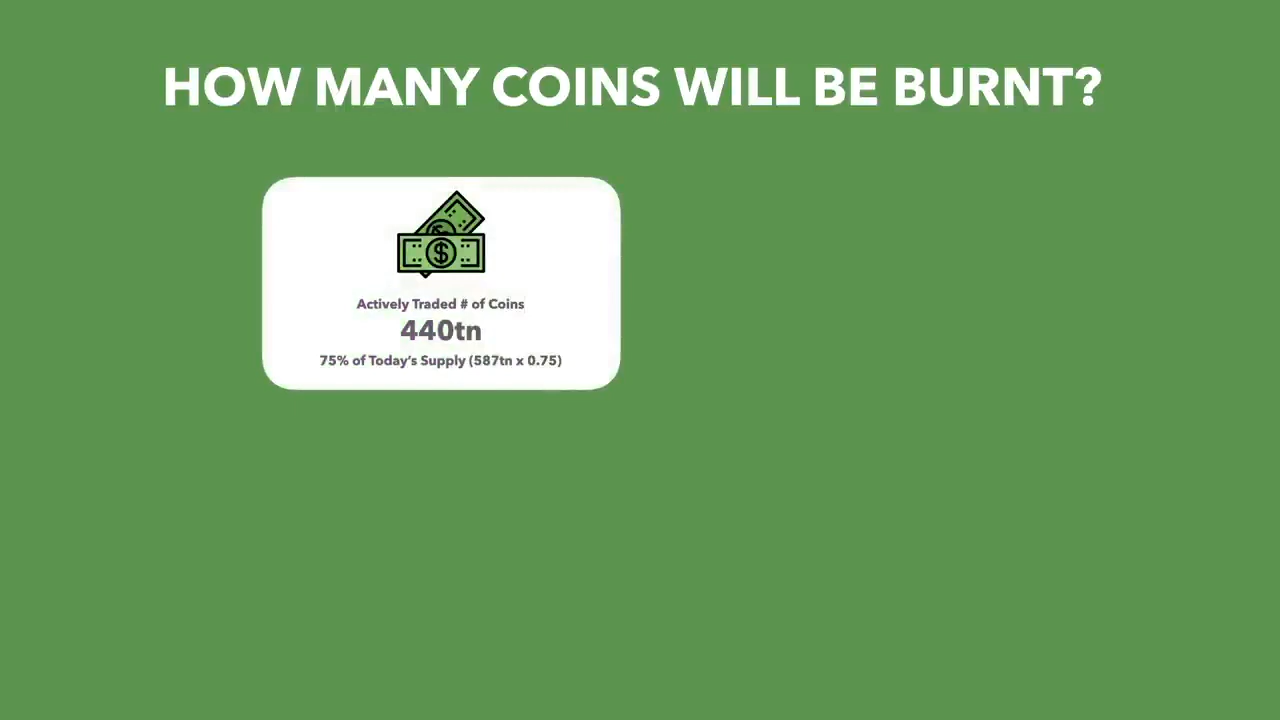 HOW MANY COINS WILL BE BURNT?
$
Actively Traded # of Coins
440tn
75% of Today's Supply (587tn x 0.75)